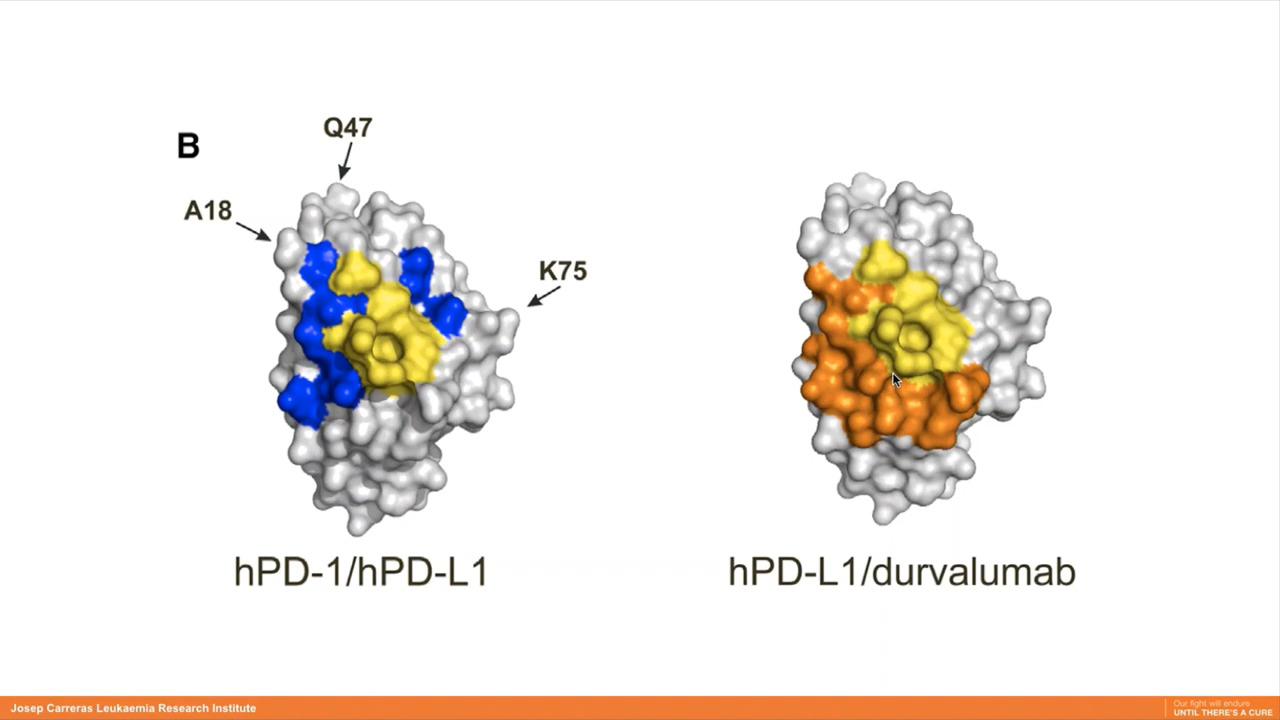 B
Q47
A18
K75
hPD-1/hPD-L1
hPD-L1/durvalumab
Josep Carreras Leukaemia Research Institute
Our fight will endure
UNTIL THERE'S A CURE